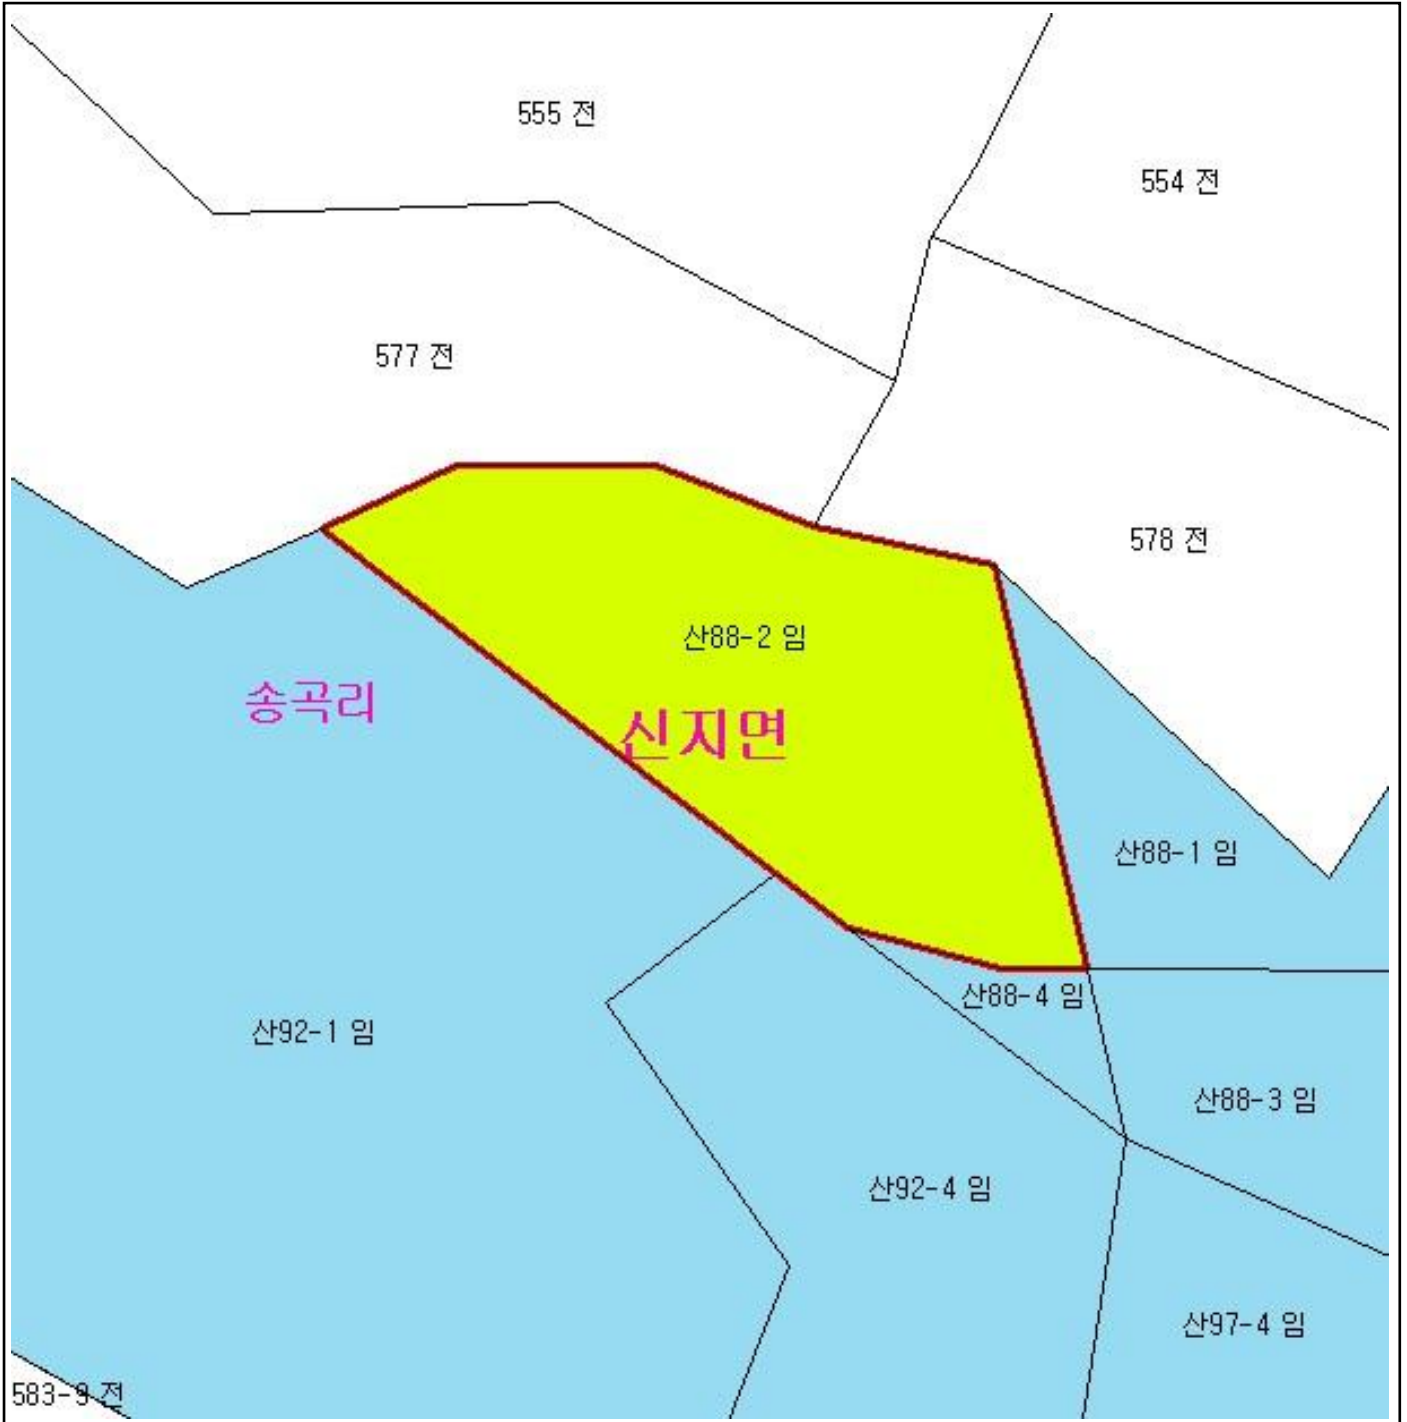 555 전
554 전
577 전
578 전
산88-2 임
송곡리
신지면
산88-1 임
산88-4 임
산92-1 임
산88-3 임
산92-4 임
산97-4 임
583-9 전